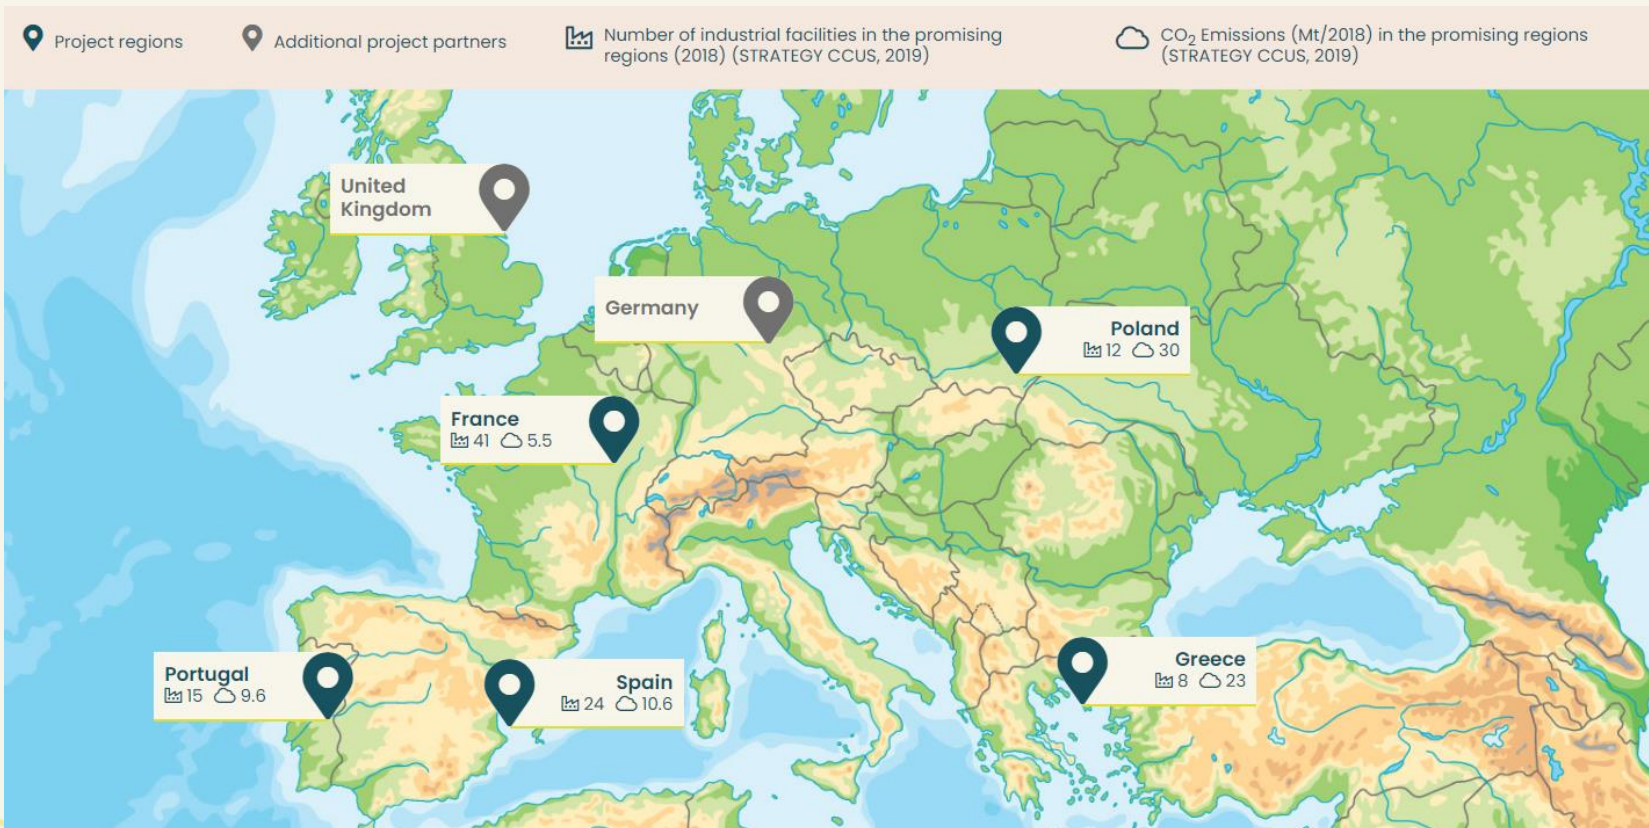 Project regions
Additional project partners
Number of industrial facilities in the promising
regions (2018) (STRATEGY CCUS, 2019)
CO₂ Emissions (Mt/2018) in the promising regions
(STRATEGY CCUS, 2019)
United
Kingdom
Germany
Poland
12 30
France
41 5.5
Portugal
15 9.6
Spain
24 10.6
Greece
8 23